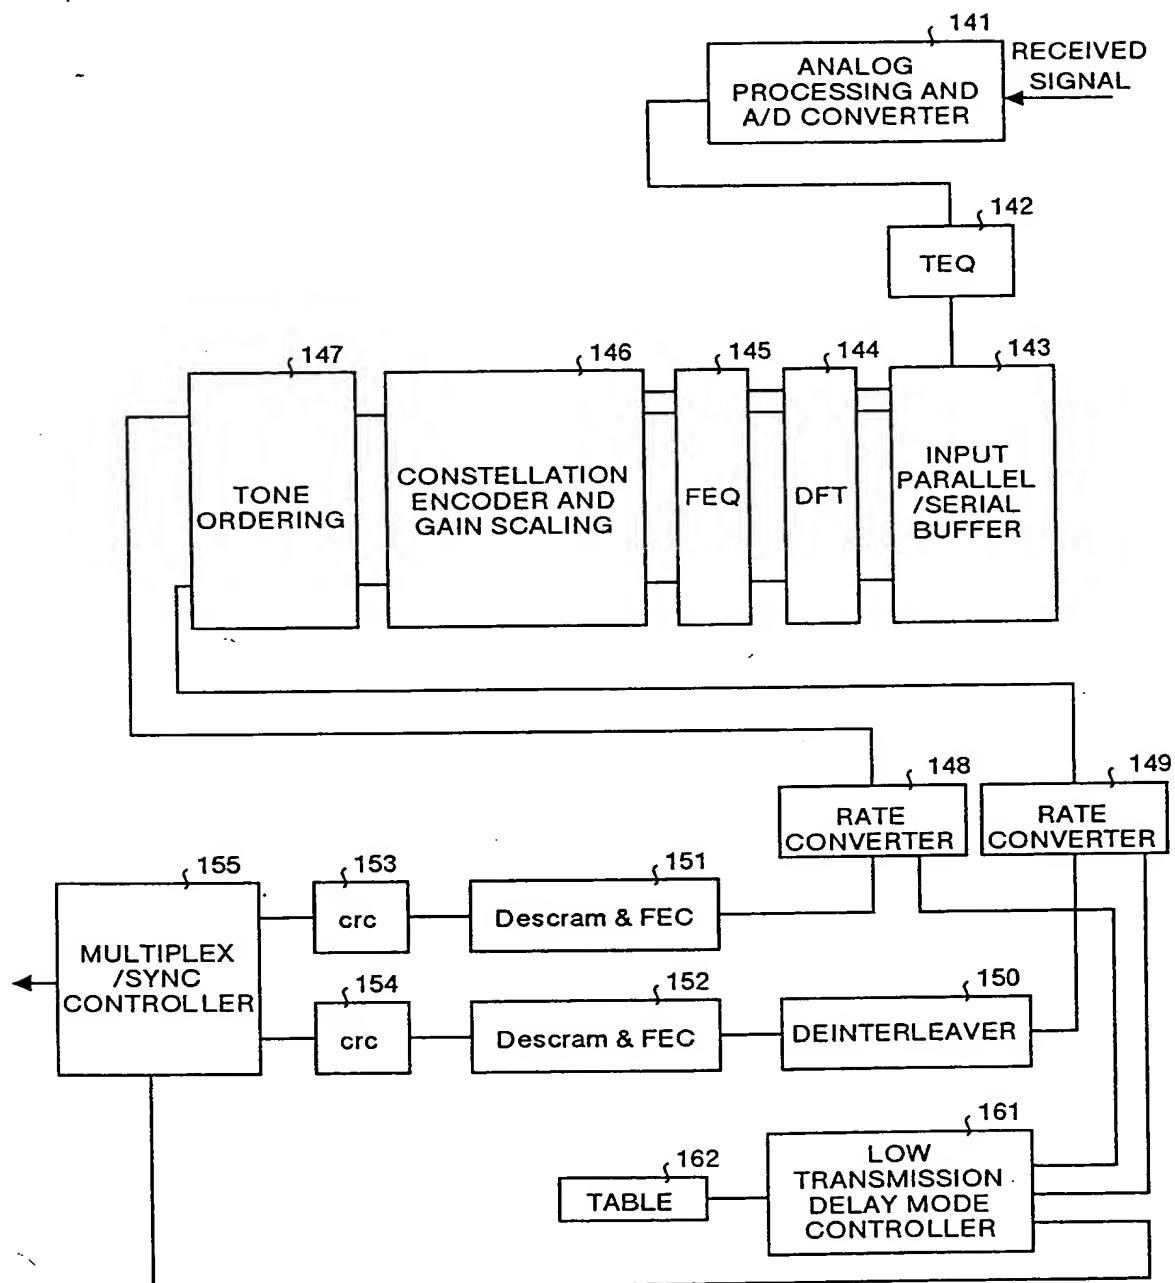 141
RECEIVED
SIGNAL
ANALOG
PROCESSING AND
A/D CONVERTER
142
TEQ
147
146
145
144
143
TONE
ORDERING
CONSTELLATION
ENCODER AND
GAIN SCALING
FEQ
DFT
INPUT
PARALLEL
/SERIAL
BUFFER
148
149
RATE
CONVERTER
RATE
CONVERTER
155
153
151
crc
Descram & FEC
MULTIPLEX
/SYNC
CONTROLLER
154
152
150
crc
Descram & FEC
DEINTERLEAVER
161
162
TABLE
LOW
TRANSMISSION
DELAY MODE
CONTROLLER